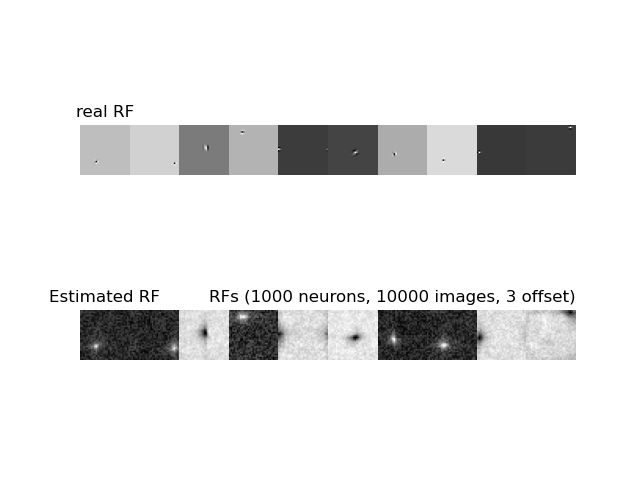 real RF
Estimated RF
RFs (1000 neurons, 10000 images, 3 offset)